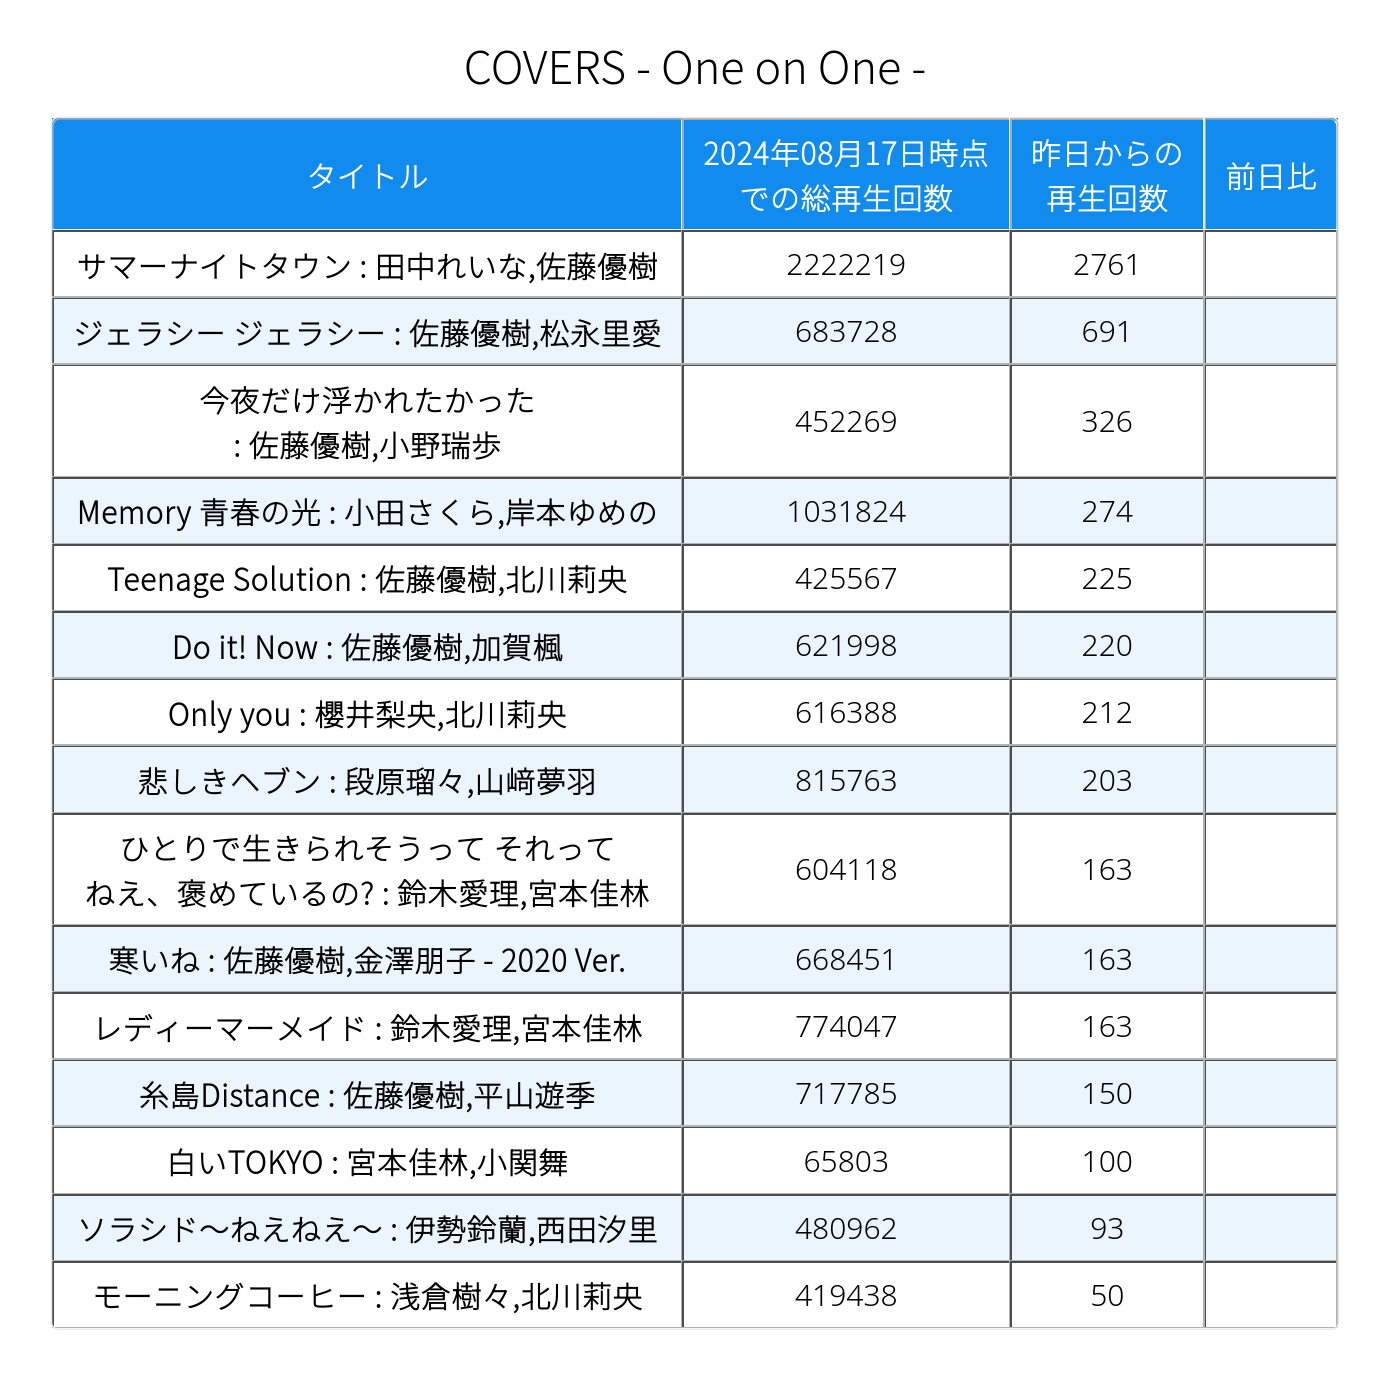 COVERS - One on One -
タイトル
2024年08月17日時点
での総再生回数
昨日からの
再生回数
前日比
サマーナイトタウン : 田中れいな,佐藤優樹
2222219
2761
ジェラシー ジェラシー : 佐藤優樹,松永里愛
683728
691
今夜だけ浮かれたかった
: 佐藤優樹,小野瑞歩
452269
326
Memory 青春の光 : 小田さくら,岸本ゆめの
1031824
274
Teenage Solution : 佐藤優樹,北川莉央
425567
225
Do it! Now : 佐藤優樹,加賀楓
621998
220
Only you : 櫻井梨央,北川莉央
616388
212
悲しきヘブン : 段原瑠々,山﨑夢羽
815763
203
ひとりで生きられそうって それって
ねえ、褒めているの? : 鈴木愛理,宮本佳林
604118
163
寒いね : 佐藤優樹,金澤朋子 - 2020 Ver.
668451
163
レディーマーメイド : 鈴木愛理,宮本佳林
774047
163
糸島Distance : 佐藤優樹,平山遊季
717785
150
白いTOKYO : 宮本佳林,小関舞
65803
100
ソラシド〜ねえねえ〜 : 伊勢鈴蘭,西田汐里
480962
93
モーニングコーヒー : 浅倉樹々,北川莉央
419438
50